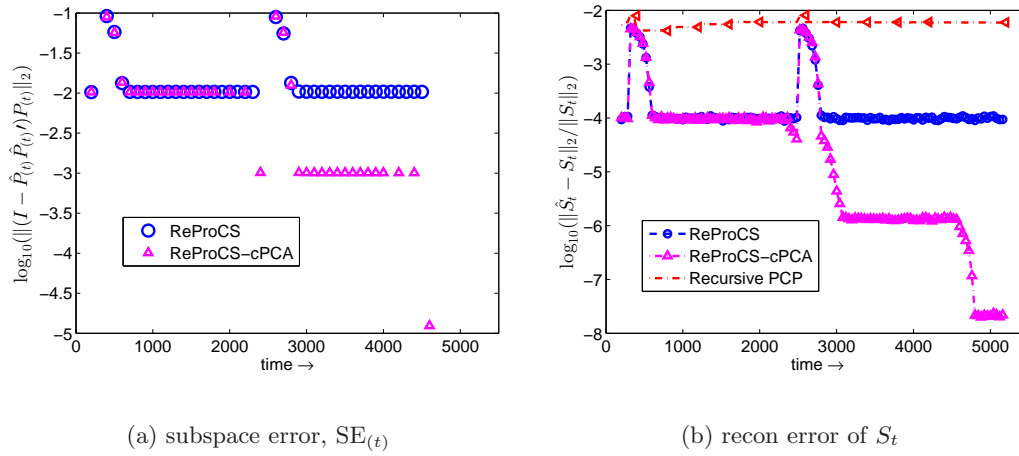 −1
−1.5
−2
−2.5
−3
−3.5
−4
−4.5
−5
log₁₀(||(I − P̂₍ₜ₎P̂₍ₜ₎′)P₍ₜ₎||₂)
ReProCS
ReProCS−cPCA
0 1000 2000 3000 4000 5000
time →
−2
−3
−4
−5
−6
−7
−8
log₁₀(||Ŝₜ − Sₜ||₂/||Sₜ||₂)
ReProCS
ReProCS−cPCA
Recursive PCP
0 1000 2000 3000 4000 5000
time →
(a) subspace error, SE₍ₜ₎
(b) recon error of Sₜ